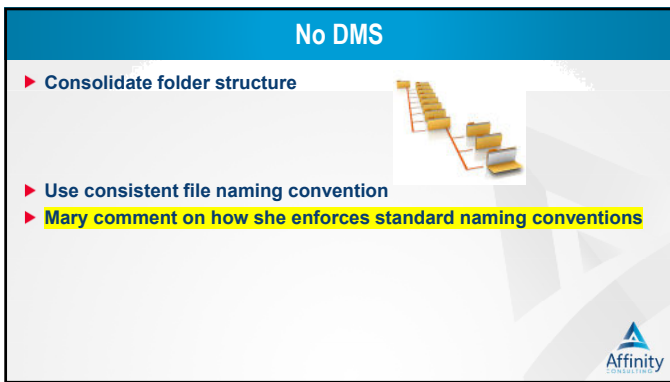 No DMS
Consolidate folder structure
Use consistent file naming convention
Mary comment on how she enforces standard naming conventions
Affinity
CONSULTING